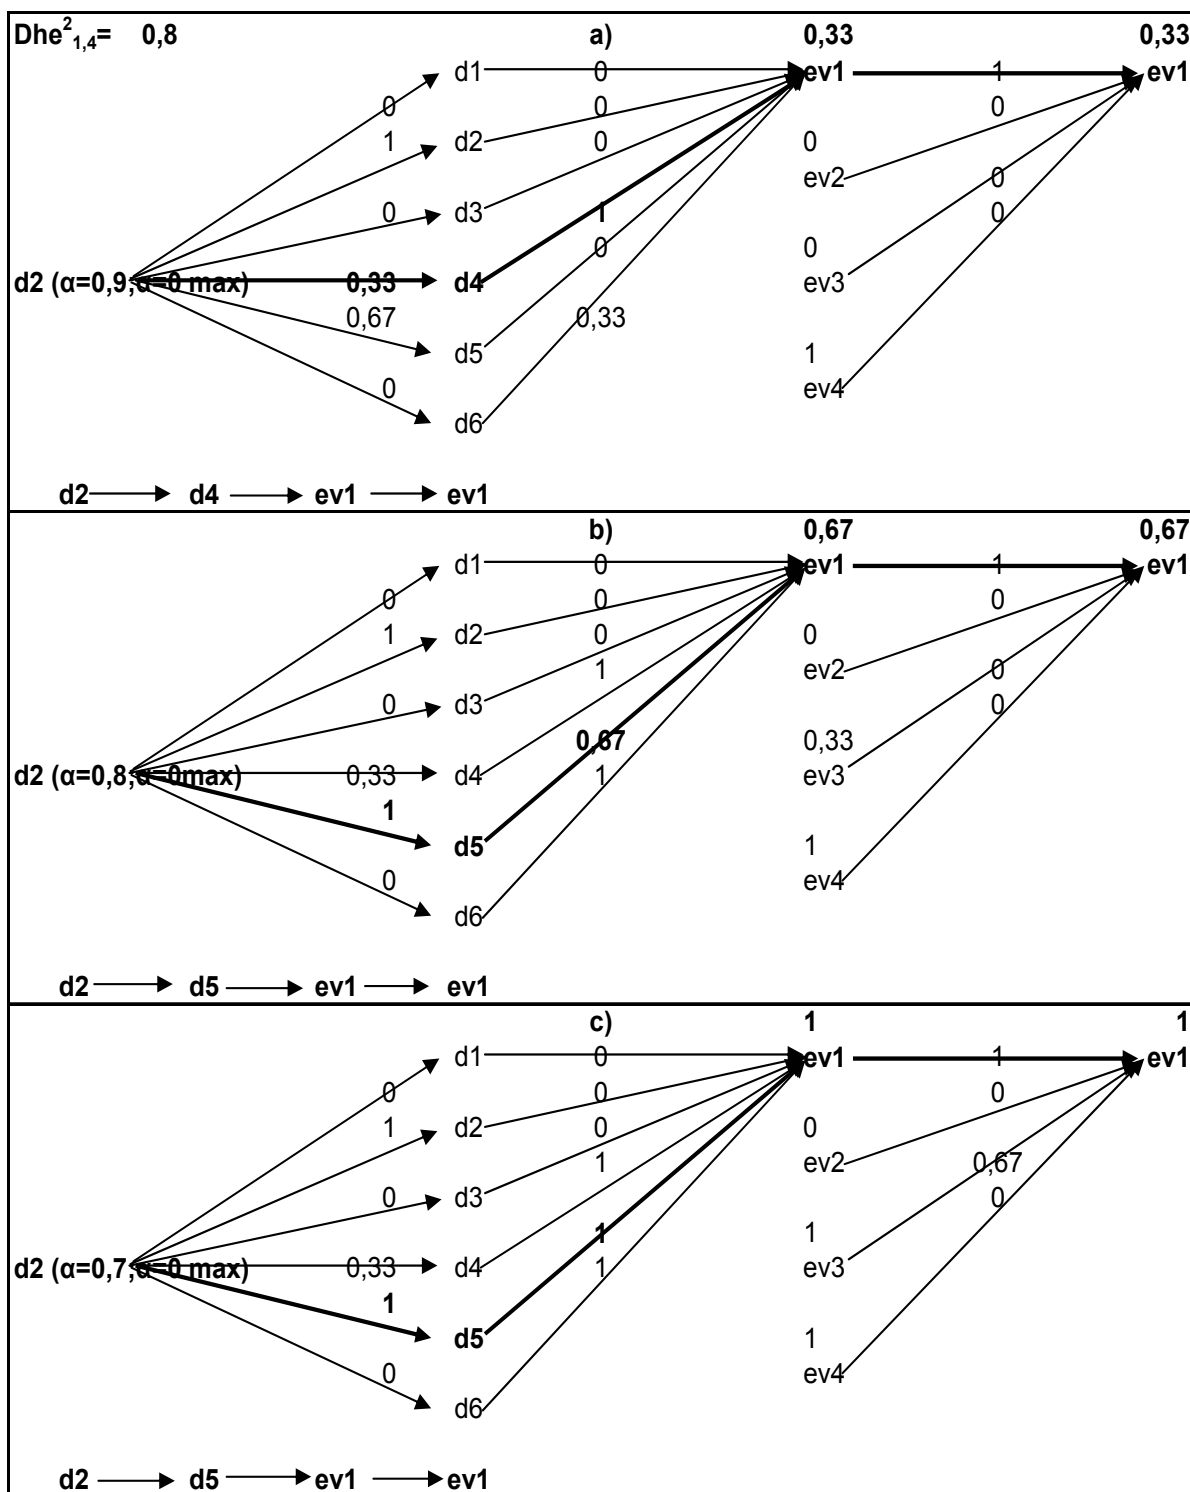 Dhe²1,4= 0,8 a) 0,33 0,33
d1 0 ev1 1 ev1
0 0 0
1 d2 0 0
ev2 0
0 d3 1 0
0 0
d2 (α=0,9,α=0 max) 0,33 d4 ev3
0,67 0,33
d5 1
0 ev4
d6
d2 d4 ev1 ev1
b) 0,67 0,67
d1 0 ev1 1 ev1
0 0 0
1 d2 0 0
1 ev2 0
0 d3 0
0,67 0,33
d2 (α=0,8,α=0max) 0,33 d4 1 ev3
1
d5 1
0 ev4
d6
d2 d5 ev1 ev1
c) 1 1
d1 0 ev1 1 ev1
0 0 0
1 d2 0 0
1 ev2 0,67
0 d3 0
1 1
d2 (α=0,7,α=0 max) 0,33 d4 1 ev3
1
d5 1
0 ev4
d6
d2 d5 ev1 ev1